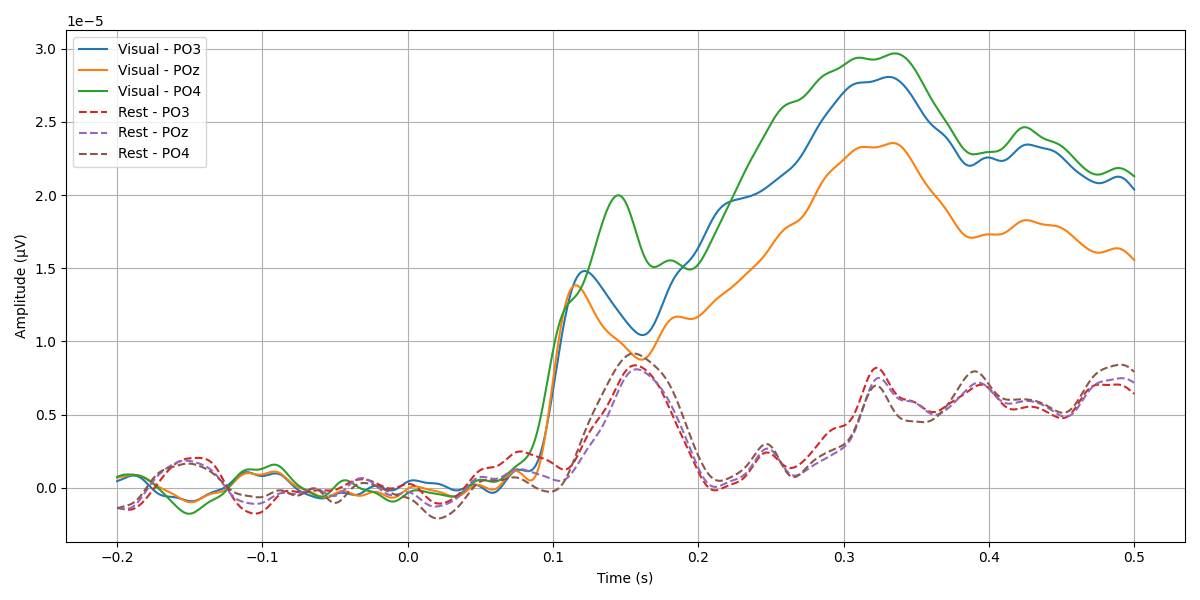 1e−5
3.0
2.5
2.0
1.5
1.0
0.5
0.0
Amplitude (µV)
Visual - PO3
Visual - POz
Visual - PO4
Rest - PO3
Rest - POz
Rest - PO4
−0.2 −0.1 0.0 0.1 0.2 0.3 0.4 0.5
Time (s)